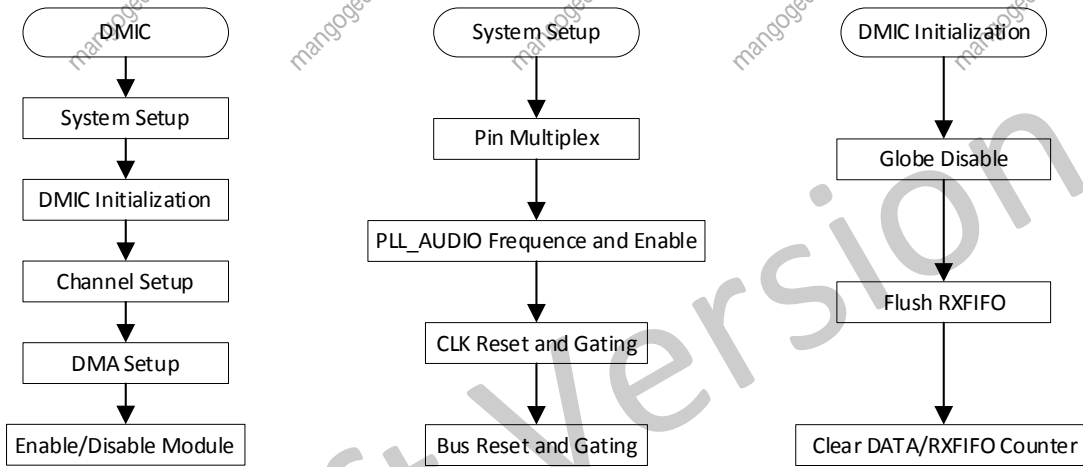 DMIC
System Setup
DMIC Initialization
Channel Setup
DMA Setup
Enable/Disable Module
System Setup
Pin Multiplex
PLL_AUDIO Frequence and Enable
CLK Reset and Gating
Bus Reset and Gating
DMIC Initialization
Globe Disable
Flush RXFIFO
Clear DATA/RXFIFO Counter
Version